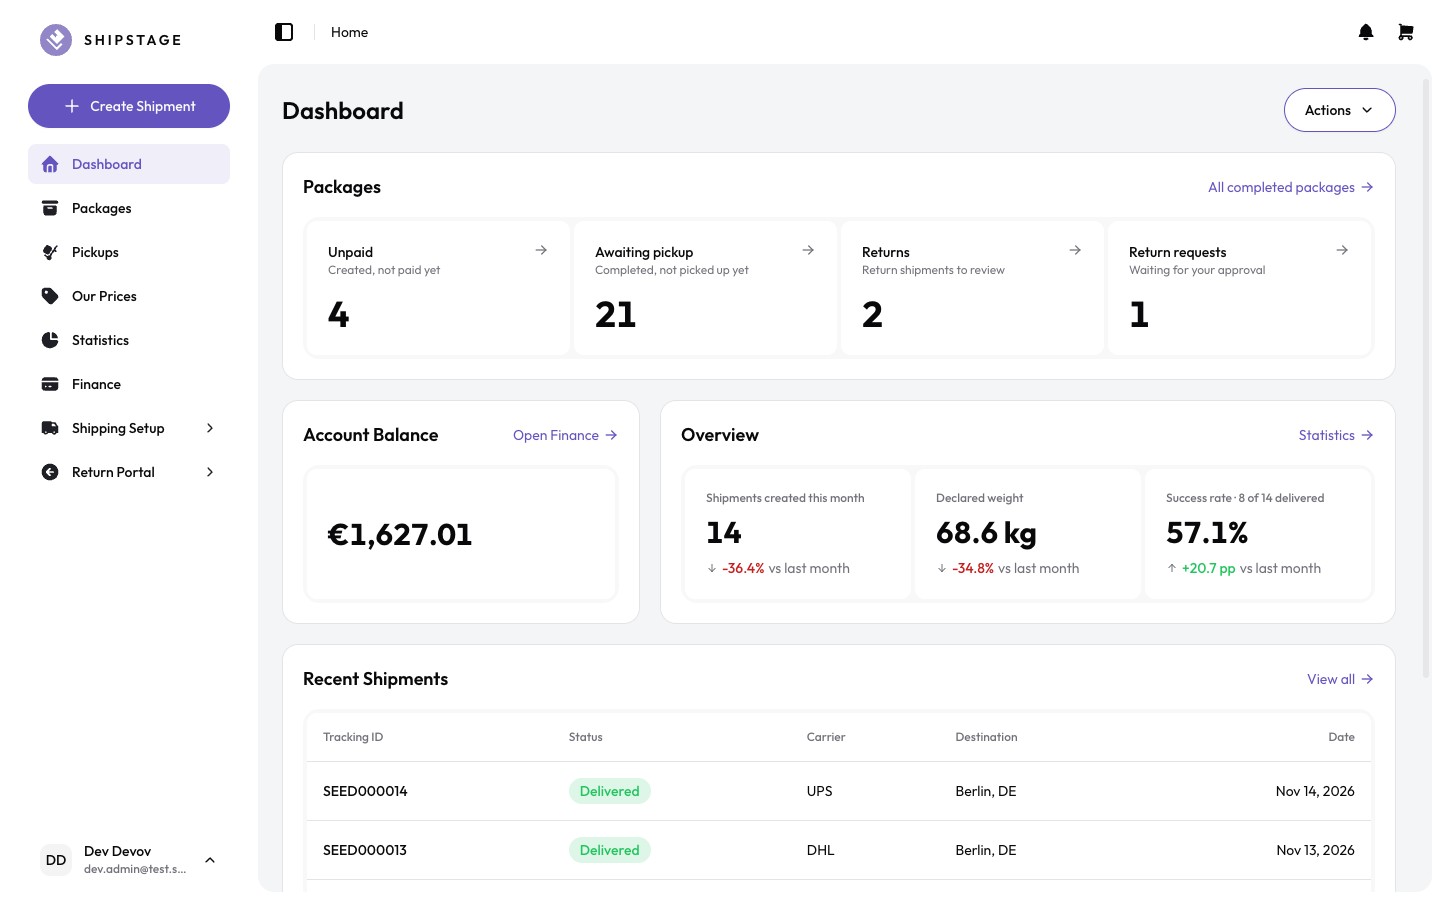 SHIPSTAGE
Home
Create Shipment
Dashboard
Packages
Pickups
Our Prices
Statistics
Finance
Shipping Setup
Return Portal
DD
Dev Devov
dev.admin@test.s...
Dashboard
Actions
Packages
All completed packages
Unpaid
Created, not paid yet
4
Awaiting pickup
Completed, not picked up yet
21
Returns
Return shipments to review
2
Return requests
Waiting for your approval
1
Account Balance
Open Finance
€1,627.01
Overview
Statistics
Shipments created this month
14
-36.4% vs last month
Declared weight
68.6 kg
-34.8% vs last month
Success rate · 8 of 14 delivered
57.1%
+20.7 pp vs last month
Recent Shipments
View all
Tracking ID Status Carrier Destination Date
SEED000014 Delivered UPS Berlin, DE Nov 14, 2026
SEED000013 Delivered DHL Berlin, DE Nov 13, 2026